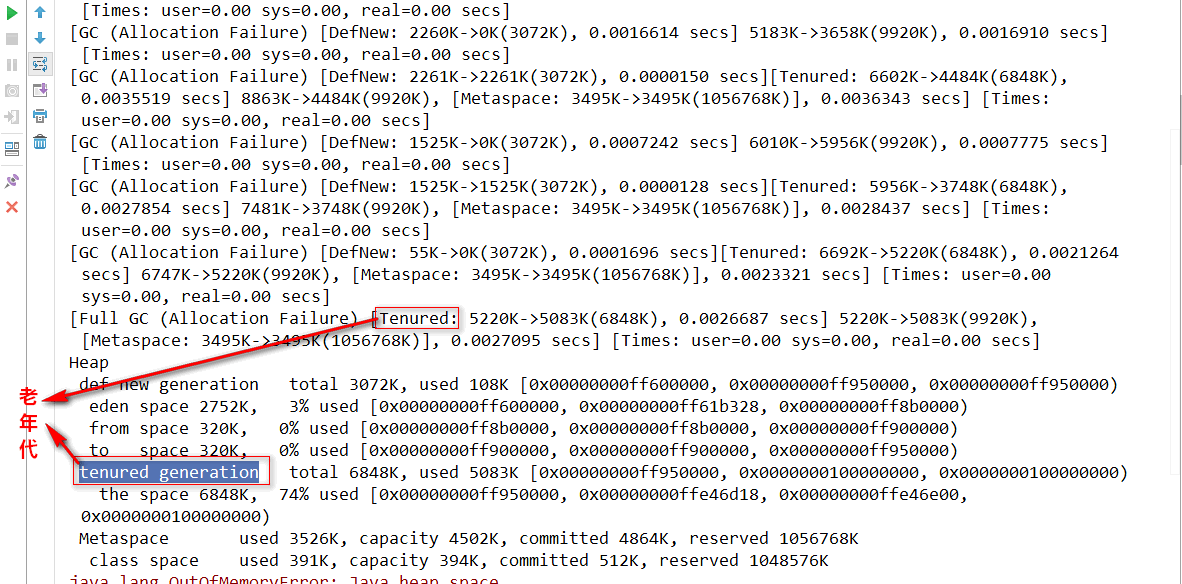 [Times: user=0.00 sys=0.00, real=0.00 secs]
[GC (Allocation Failure) [DefNew: 2260K->0K(3072K), 0.0016614 secs] 5183K->3658K(9920K), 0.0016910 secs]
[Times: user=0.00 sys=0.00, real=0.00 secs]
[GC (Allocation Failure) [DefNew: 2261K->2261K(3072K), 0.0000150 secs][Tenured: 6602K->4484K(6848K),
0.0035519 secs] 8863K->4484K(9920K), [Metaspace: 3495K->3495K(1056768K)], 0.0036343 secs] [Times:
user=0.00 sys=0.00, real=0.00 secs]
[GC (Allocation Failure) [DefNew: 1525K->0K(3072K), 0.0007242 secs] 6010K->5956K(9920K), 0.0007775 secs]
[Times: user=0.00 sys=0.00, real=0.00 secs]
[GC (Allocation Failure) [DefNew: 1525K->1525K(3072K), 0.0000128 secs][Tenured: 5956K->3748K(6848K),
0.0027854 secs] 7481K->3748K(9920K), [Metaspace: 3495K->3495K(1056768K)], 0.0028437 secs] [Times:
user=0.00 sys=0.00, real=0.00 secs]
[GC (Allocation Failure) [DefNew: 55K->0K(3072K), 0.0001696 secs][Tenured: 6692K->5220K(6848K), 0.0021264
secs] 6747K->5220K(9920K), [Metaspace: 3495K->3495K(1056768K)], 0.0023321 secs] [Times: user=0.00
sys=0.00, real=0.00 secs]
[Full GC (Allocation Failure) [Tenured: 5220K->5083K(6848K), 0.0026687 secs] 5220K->5083K(9920K),
[Metaspace: 3495K->3495K(1056768K)], 0.0027095 secs] [Times: user=0.00 sys=0.00, real=0.00 secs]
Heap
def new generation total 3072K, used 108K [0x00000000ff600000, 0x00000000ff950000, 0x00000000ff950000)
eden space 2752K, 3% used [0x00000000ff600000, 0x00000000ff61b328, 0x00000000ff8b0000)
from space 320K, 0% used [0x00000000ff8b0000, 0x00000000ff8b0000, 0x00000000ff900000)
to space 320K, 0% used [0x00000000ff900000, 0x00000000ff900000, 0x00000000ff950000)
tenured generation total 6848K, used 5083K [0x00000000ff950000, 0x0000000100000000, 0x0000000100000000)
the space 6848K, 74% used [0x00000000ff950000, 0x00000000ffe46d18, 0x00000000ffe46e00,
0x0000000100000000)
Metaspace used 3526K, capacity 4502K, committed 4864K, reserved 1056768K
class space used 391K, capacity 394K, committed 512K, reserved 1048576K
java.lang.OutOfMemoryError: Java heap space
老年代